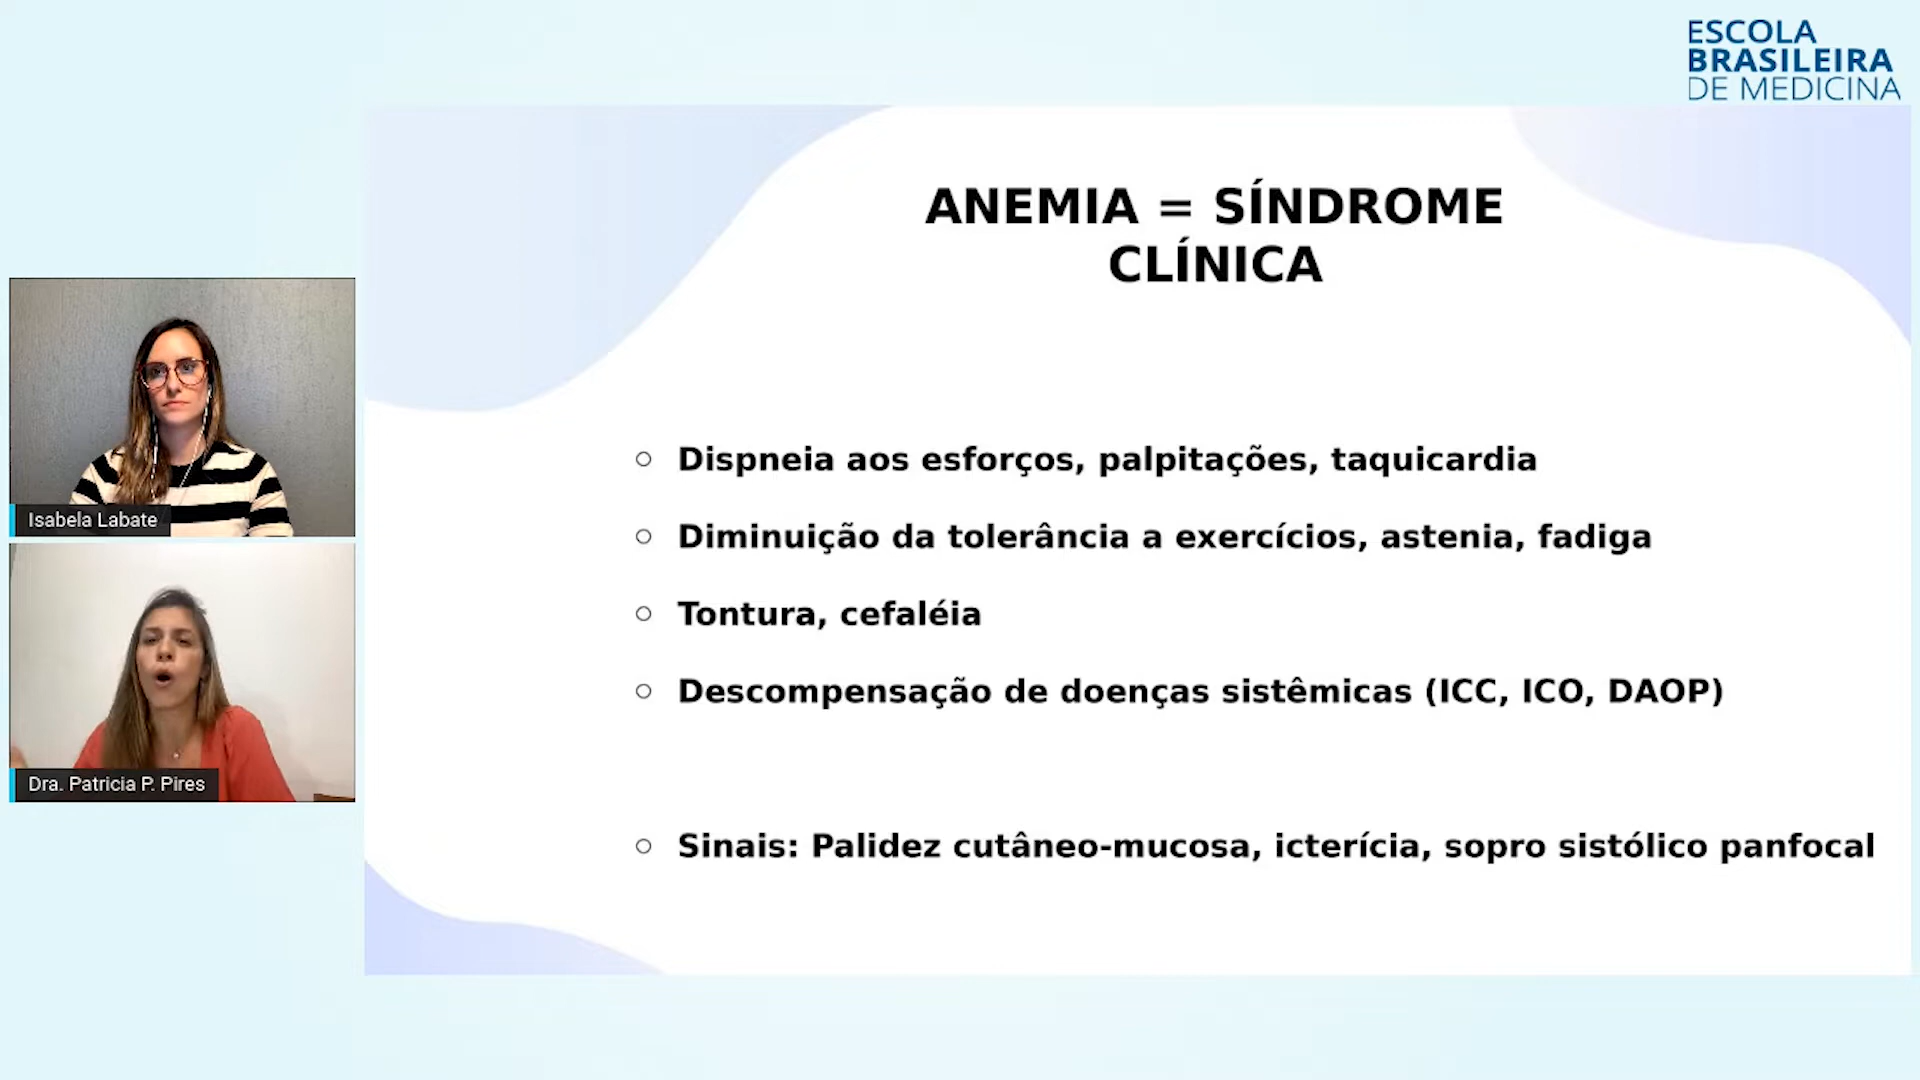 ESCOLA
BRASILEIRA
DE MEDICINA
ANEMIA = SÍNDROME
CLÍNICA
Dispneia aos esforços, palpitações, taquicardia
Diminuição da tolerância a exercícios, astenia, fadiga
Tontura, cefaléia
Descompensação de doenças sistêmicas (ICC, ICO, DAOP)
Sinais: Palidez cutâneo-mucosa, icterícia, sopro sistólico panfocal
Isabela Labate
Dra. Patricia P. Pires